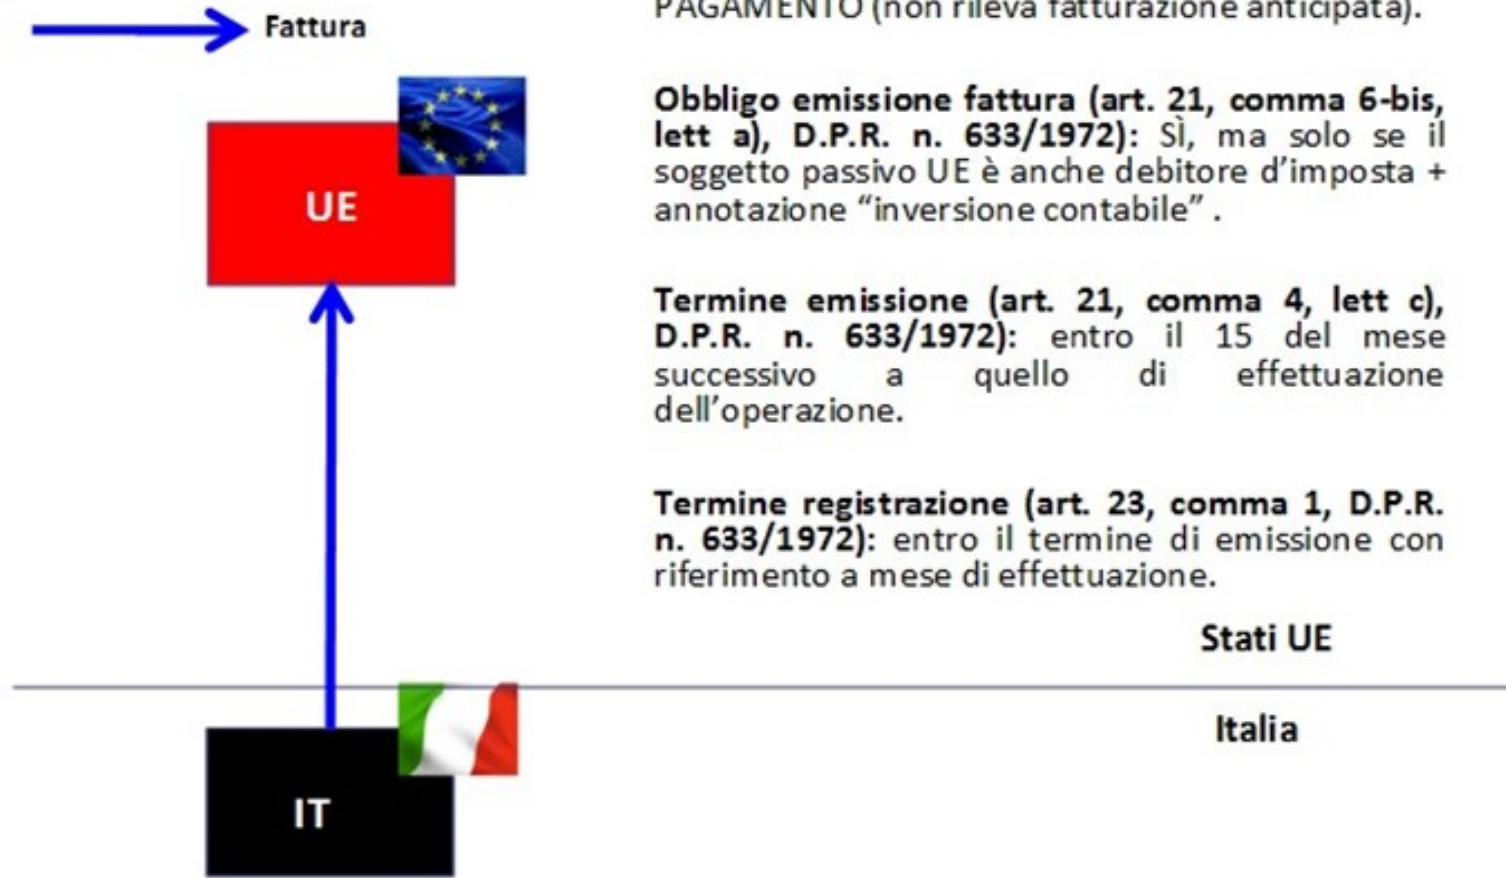 PAGAMENTO (non rileva fatturazione anticipata).
Fattura
Obbligo emissione fattura (art. 21, comma 6-bis,
lett a), D.P.R. n. 633/1972): SÌ, ma solo se il
soggetto passivo UE è anche debitore d’imposta +
annotazione “inversione contabile” .
UE
Termine emissione (art. 21, comma 4, lett c),
D.P.R. n. 633/1972): entro il 15 del mese
successivo a quello di effettuazione
dell’operazione.
Termine registrazione (art. 23, comma 1, D.P.R.
n. 633/1972): entro il termine di emissione con
riferimento a mese di effettuazione.
Stati UE
Italia
IT